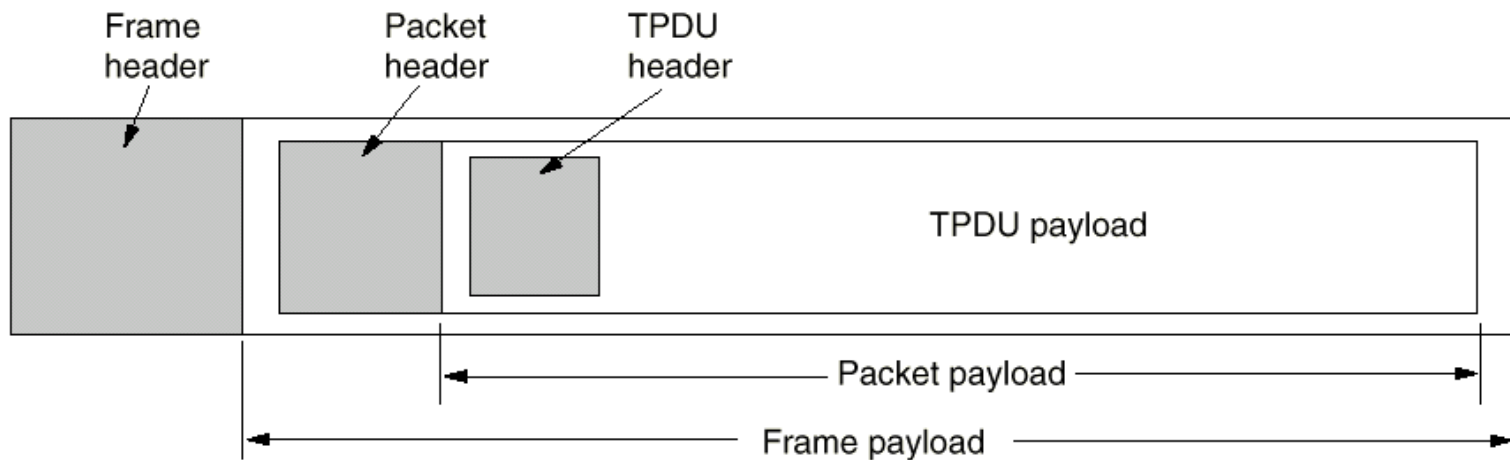 Frame
header
Packet
header
TPDU
header
TPDU payload
Packet payload
Frame payload